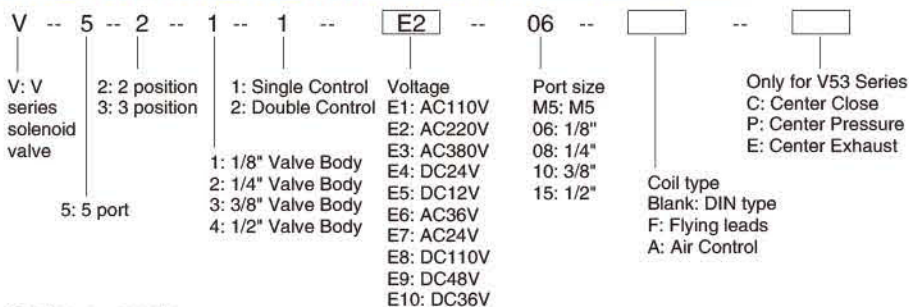 V -- 5 -- 2 -- 1 -- 1 -- E2 -- 06 -- --
V: V
series
solenoid
valve
5: 5 port
2: 2 position
3: 3 position
1: 1/8" Valve Body
2: 1/4" Valve Body
3: 3/8" Valve Body
4: 1/2" Valve Body
1: Single Control
2: Double Control
Voltage
E1: AC110V
E2: AC220V
E3: AC380V
E4: DC24V
E5: DC12V
E6: AC36V
E7: AC24V
E8: DC110V
E9: DC48V
E10: DC36V
Port size
M5: M5
06: 1/8"
08: 1/4"
10: 3/8"
15: 1/2"
Coil type
Blank: DIN type
F: Flying leads
A: Air Control
Only for V53 Series
C: Center Close
P: Center Pressure
E: Center Exhaust